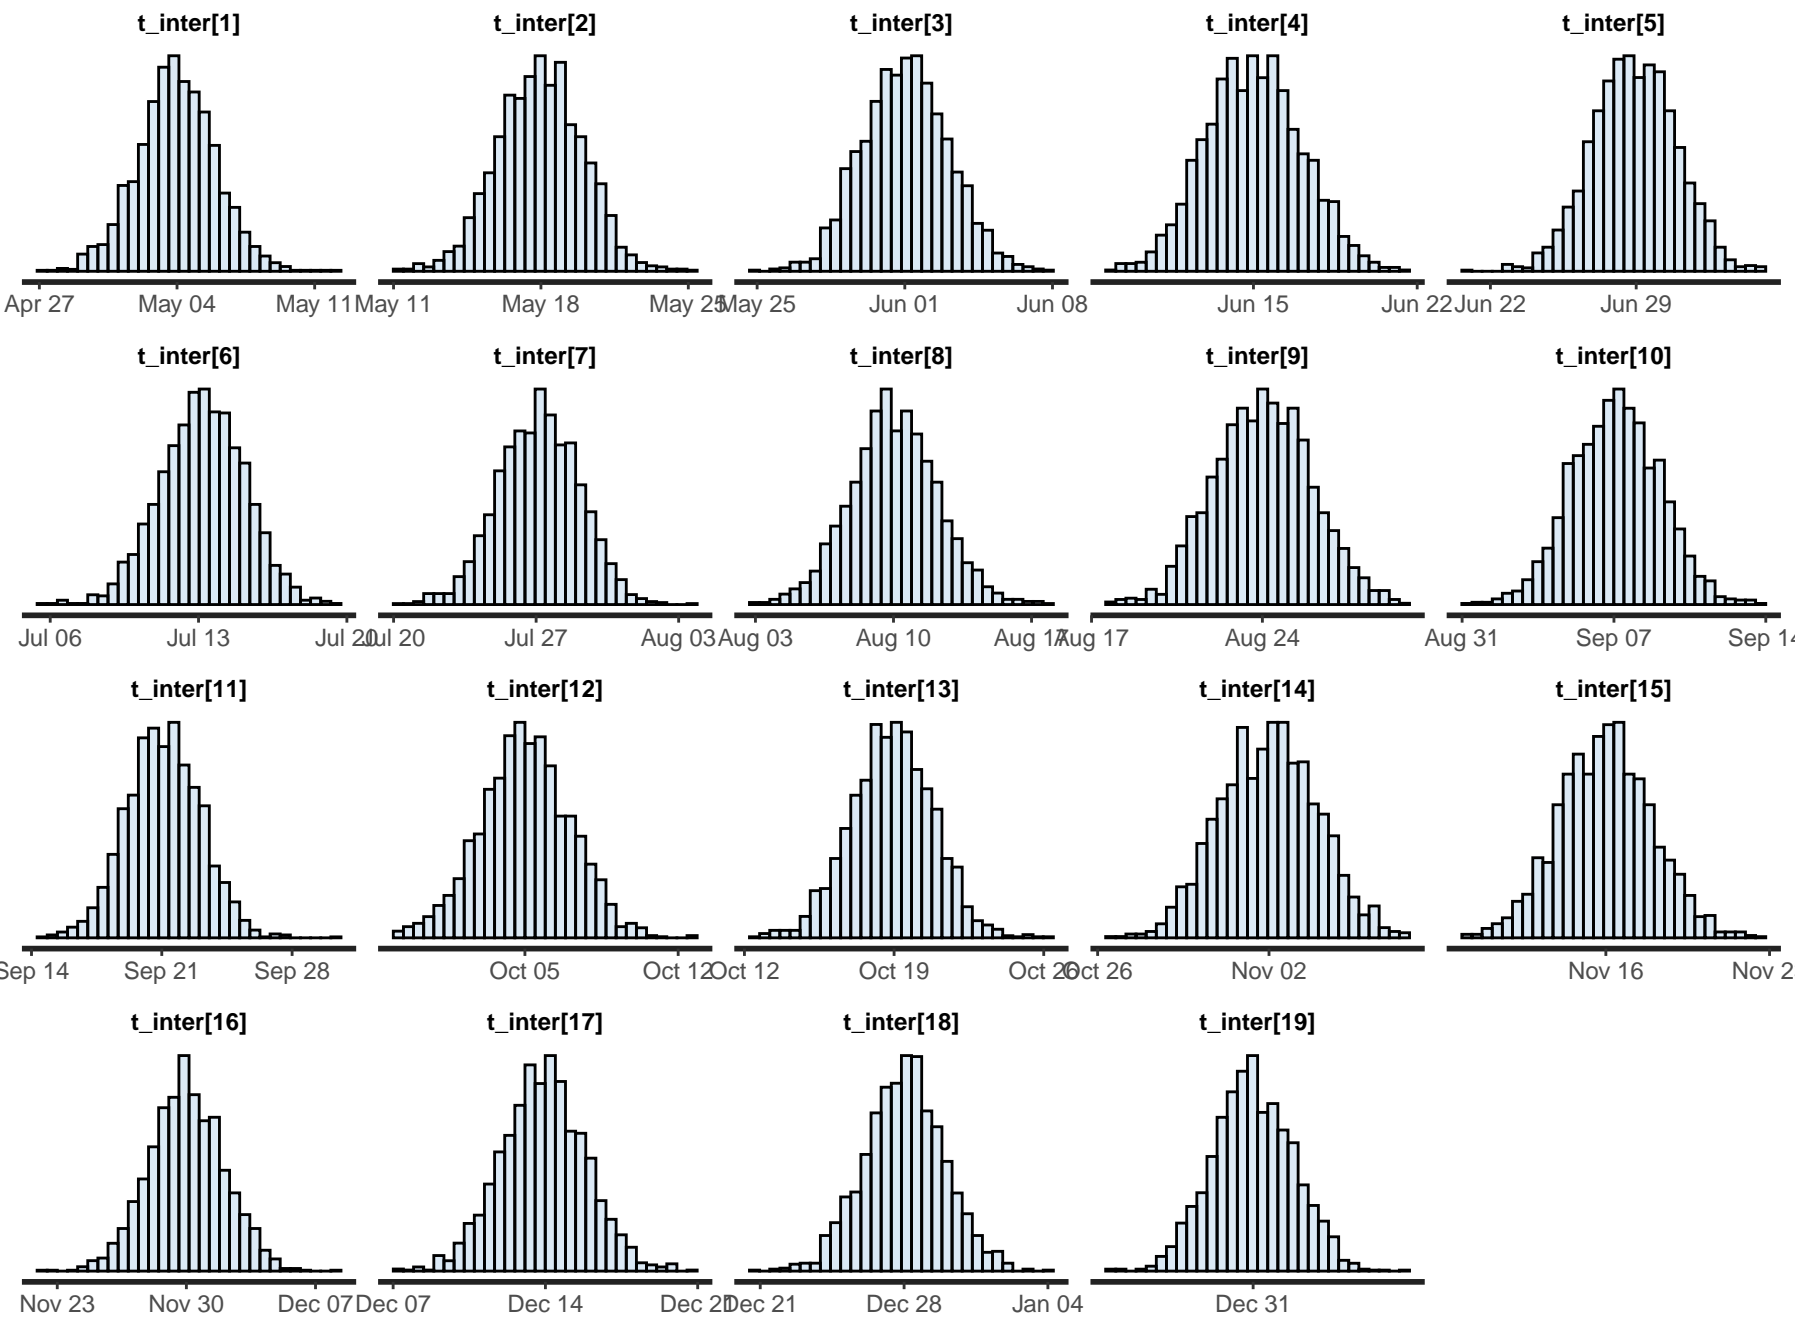 t_inter[1] t_inter[2] t_inter[3] t_inter[4] t_inter[5]
Apr 27 May 04 May 11 May 11 May 18 May 25 May 25 Jun 01 Jun 08 Jun 15 Jun 22 Jun 22 Jun 29
t_inter[6] t_inter[7] t_inter[8] t_inter[9] t_inter[10]
Jul 06 Jul 13 Jul 20 Jul 20 Jul 27 Aug 03 Aug 03 Aug 10 Aug 17 Aug 17 Aug 24 Aug 31 Sep 07 Sep 14
t_inter[11] t_inter[12] t_inter[13] t_inter[14] t_inter[15]
Sep 14 Sep 21 Sep 28 Oct 05 Oct 12 Oct 12 Oct 19 Oct 26 Oct 26 Nov 02 Nov 16 Nov 2
t_inter[16] t_inter[17] t_inter[18] t_inter[19]
Nov 23 Nov 30 Dec 07 Dec 07 Dec 14 Dec 21 Dec 21 Dec 28 Jan 04 Dec 31